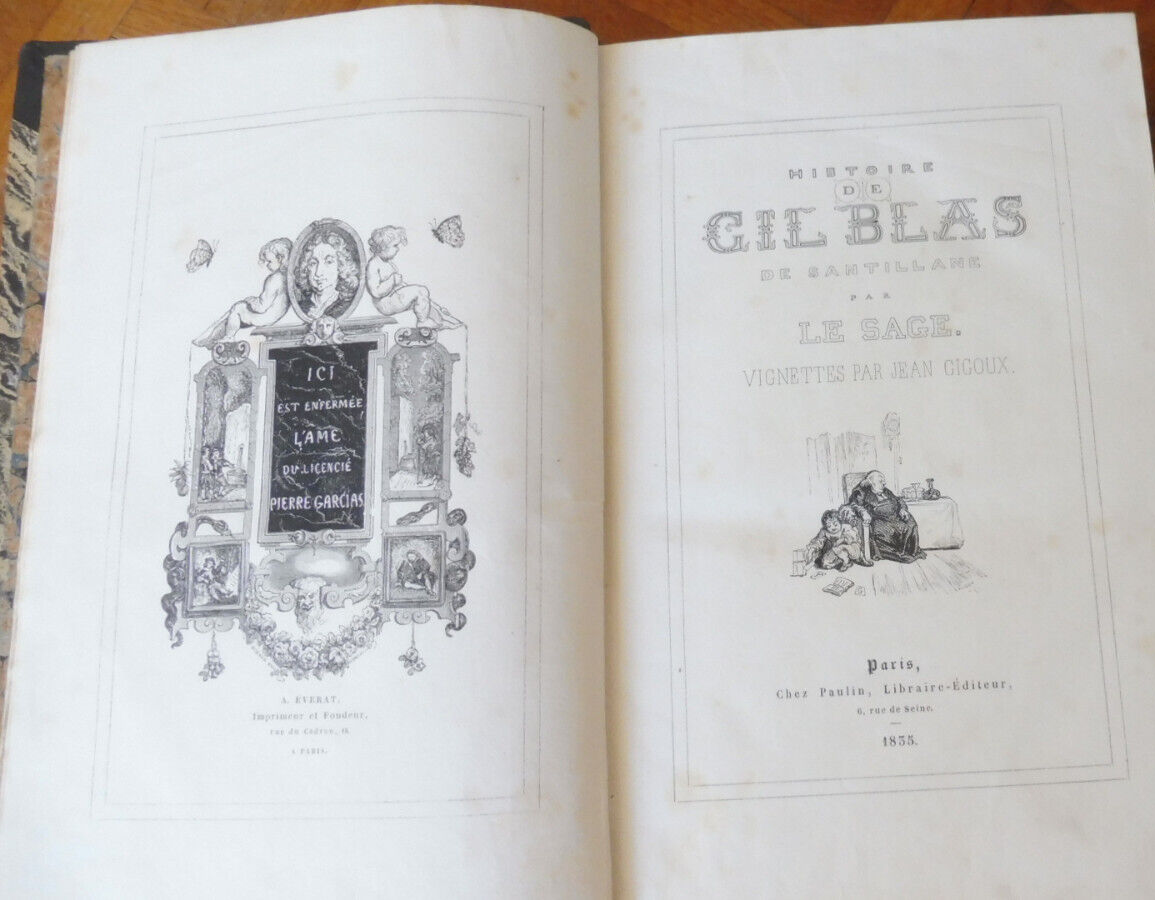 ICI
EST ENFERMÉE
L'AME
DU LICENCIÉ
PIERRE GARCIAS
A. ÉVERAT,
Imprimeur et Fondeur,
rue du Cadran, 16
A PARIS.
HISTOIRE
DE
GIL BLAS
DE SANTILLANE
PAR
LE SAGE.
VIGNETTES PAR JEAN GIGOUX.
Paris,
Chez Paulin, Libraire-Éditeur,
6, rue de Seine.
1835.